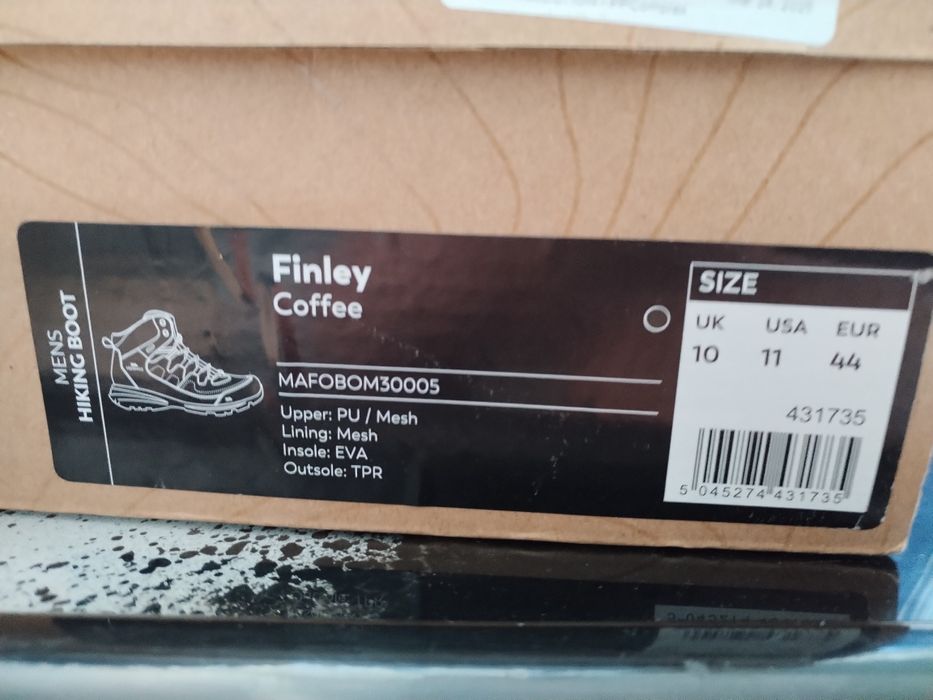 MENS
HIKING BOOT
Finley
Coffee
MAFOBOM30005
Upper: PU / Mesh
Lining: Mesh
Insole: EVA
Outsole: TPR
SIZE
UK USA EUR
10 11 44
431735
5 045274 431735